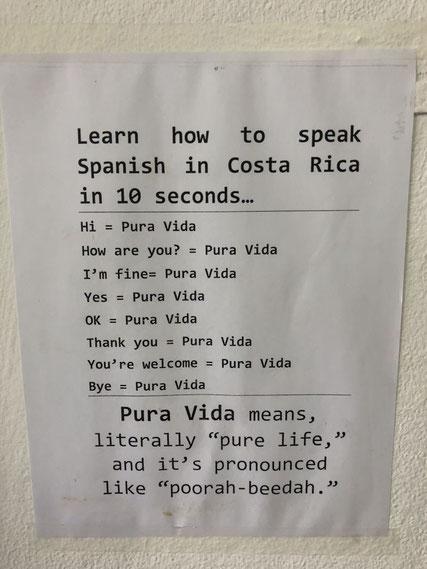 Learn how to speak
Spanish in Costa Rica
in 10 seconds…
Hi = Pura Vida
How are you? = Pura Vida
I'm fine= Pura Vida
Yes = Pura Vida
OK = Pura Vida
Thank you = Pura Vida
You're welcome = Pura Vida
Bye = Pura Vida
Pura Vida means,
literally “pure life,”
and it's pronounced
like “poorah-beedah.”